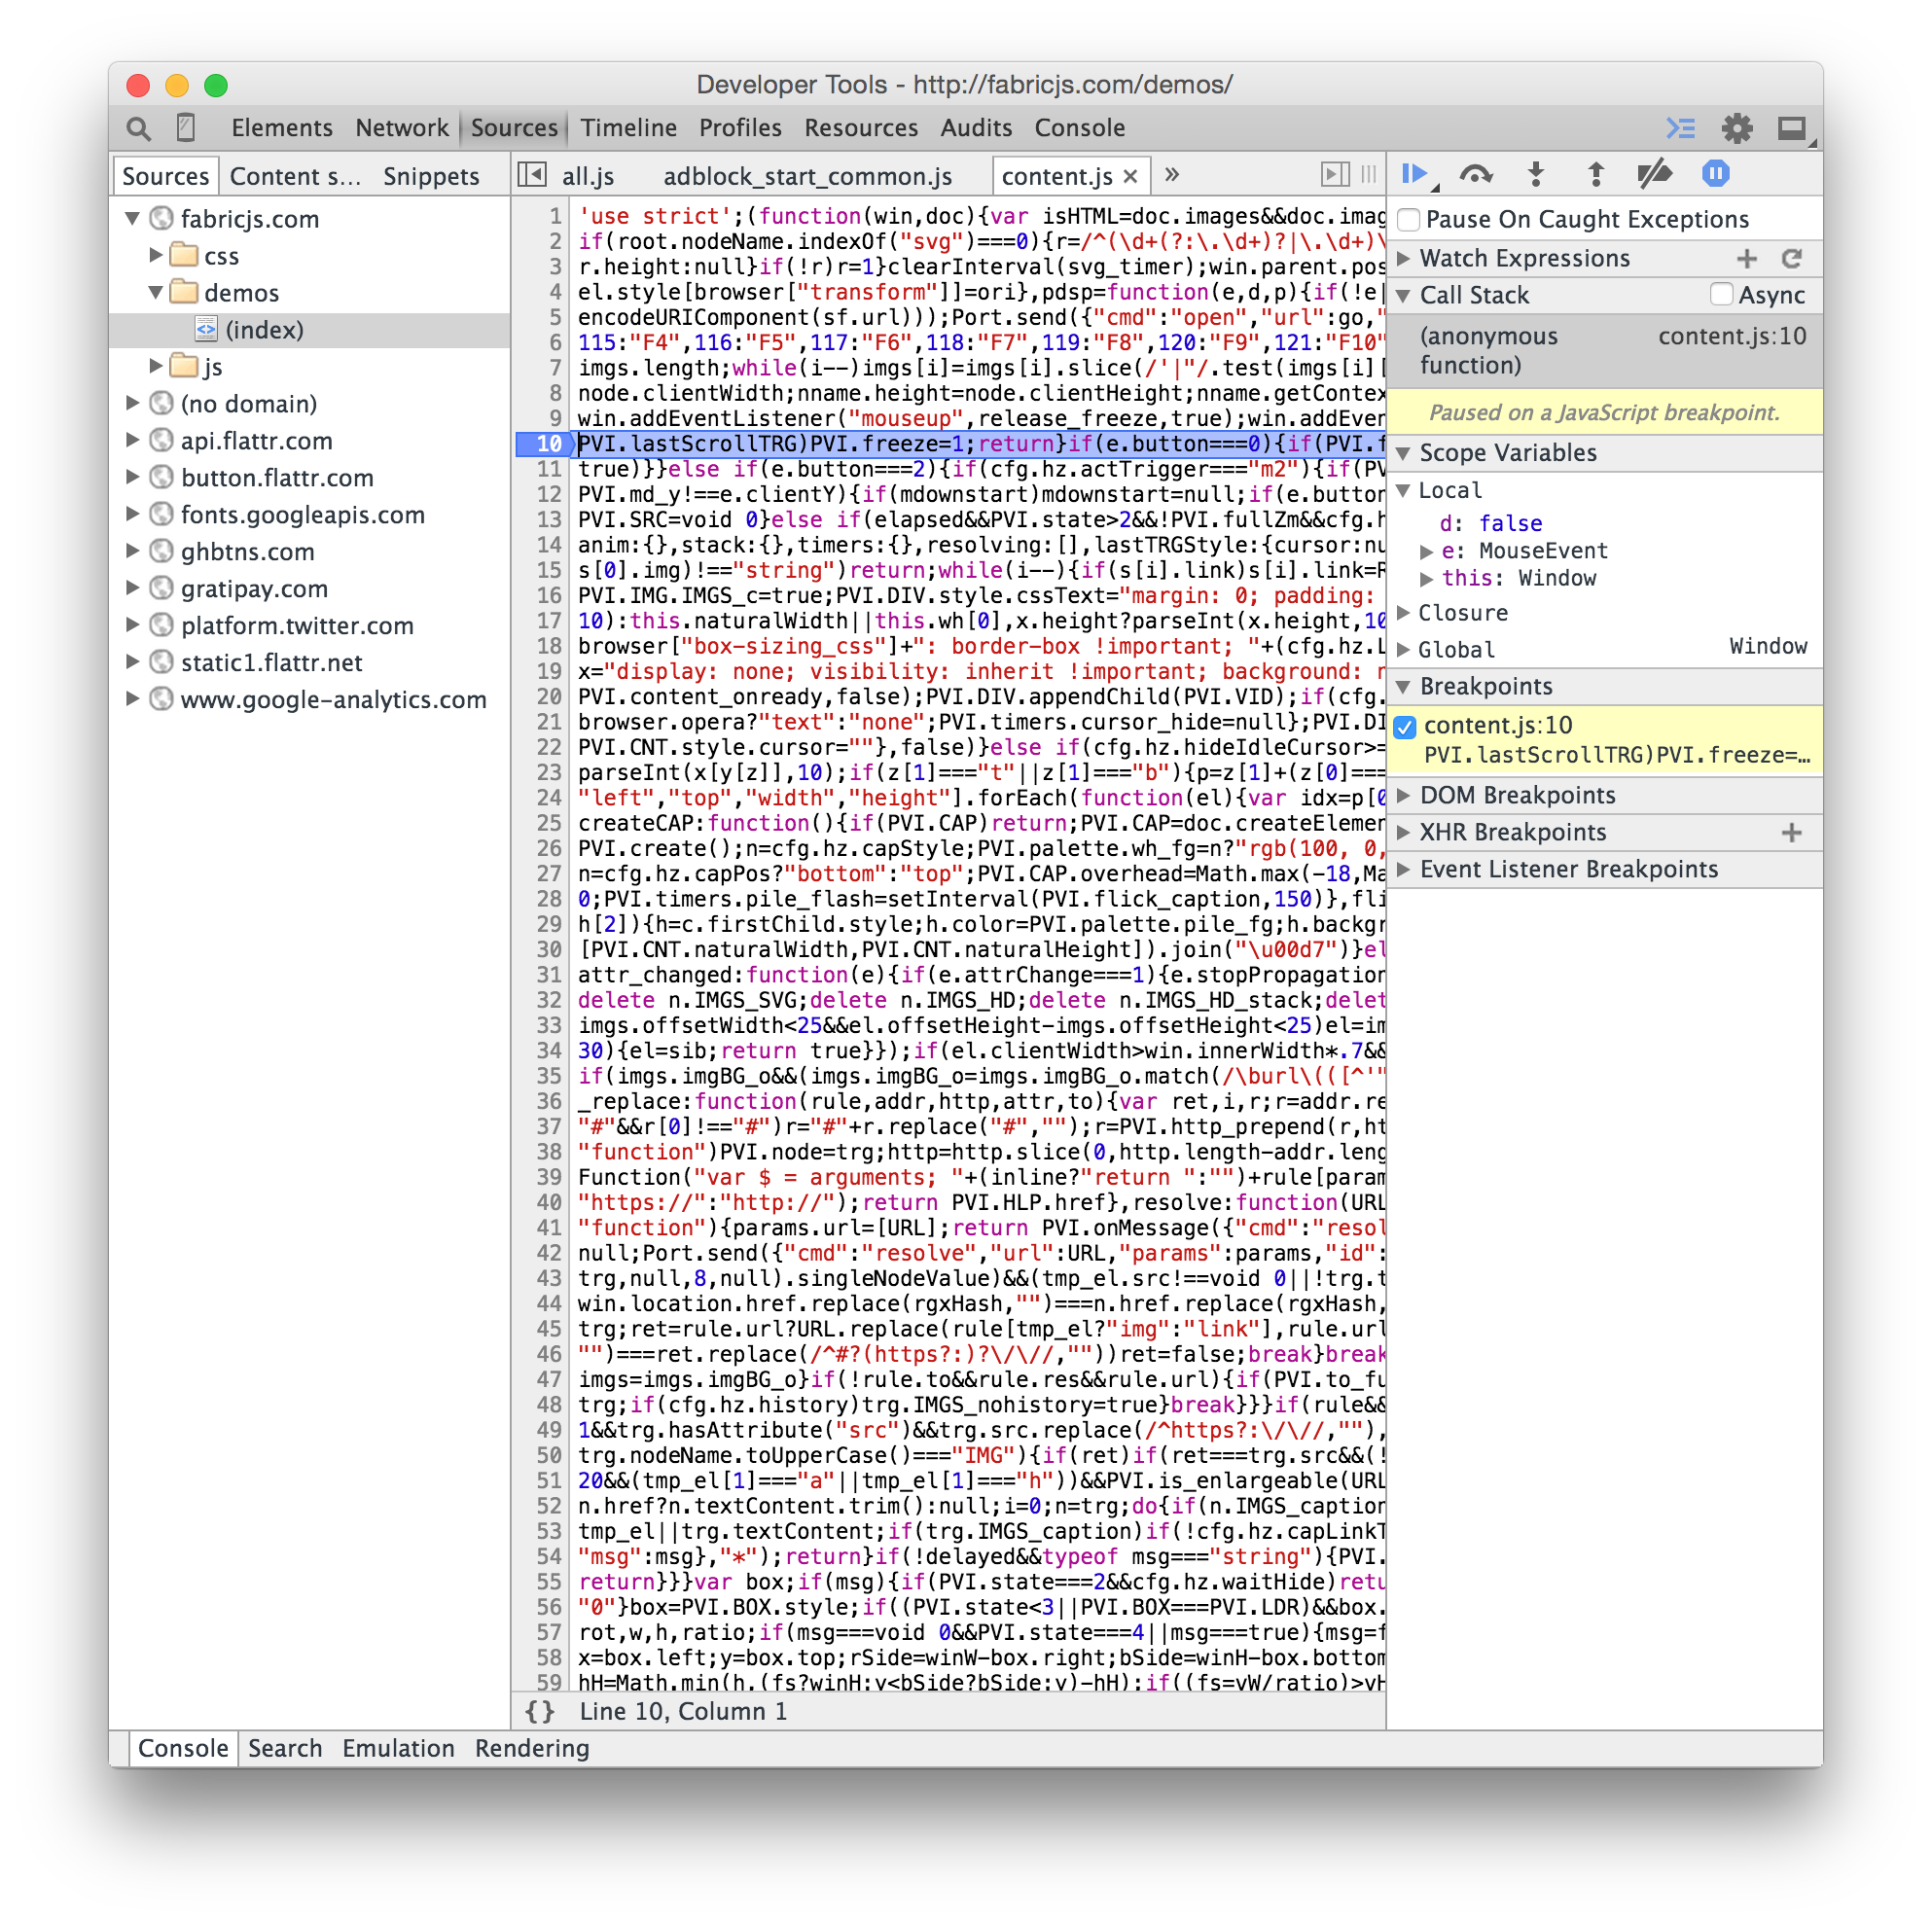 Developer Tools - http://fabricjs.com/demos/
Elements Network Sources Timeline Profiles Resources Audits Console
Sources Content s... Snippets
all.js adblock_start_common.js content.js × »
fabricjs.com
css
demos
(index)
js
(no domain)
api.flattr.com
button.flattr.com
fonts.googleapis.com
ghbtns.com
gratipay.com
platform.twitter.com
static1.flattr.net
www.google-analytics.com
1 'use strict';(function(win,doc){var isHTML=doc.images&&doc.imag
2 if(root.nodeName.indexOf("svg")===0){r=/^(\d+(?:\.\d+)?|\.\d+)\
3 r.height:null}if(!r)r=1}clearInterval(svg_timer);win.parent.pos
4 el.style[browser["transform"]]=ori},pdsp=function(e,d,p){if(!e|
5 encodeURIComponent(sf.url)));Port.send({"cmd":"open","url":go,"
6 115:"F4",116:"F5",117:"F6",118:"F7",119:"F8",120:"F9",121:"F10"
7 imgs.length;while(i--)imgs[i]=imgs[i].slice(/'|"/.test(imgs[i][
8 node.clientWidth;nname.height=node.clientHeight;nname.getContex
9 win.addEventListener("mouseup",release_freeze,true);win.addEver
10 PVI.lastScrollTRG)PVI.freeze=1;return}if(e.button===0){if(PVI.f
11 true)}}else if(e.button===2){if(cfg.hz.actTrigger==="m2"){if(PV
12 PVI.md_y!==e.clientY){if(mdownstart)mdownstart=null;if(e.button
13 PVI.SRC=void 0}else if(elapsed&&PVI.state>2&&!PVI.fullZm&&cfg.h
14 anim:{},stack:{},timers:{},resolving:[],lastTRGStyle:{cursor:nu
15 s[0].img)!=="string")return;while(i--){if(s[i].link)s[i].link=R
16 PVI.IMG.IMGS_c=true;PVI.DIV.style.cssText="margin: 0; padding:
17 10):this.naturalWidth||this.wh[0],x.height?parseInt(x.height,10
18 browser["box-sizing_css"]+": border-box !important; "+(cfg.hz.L
19 x="display: none; visibility: inherit !important; background: n
20 PVI.content_onready,false);PVI.DIV.appendChild(PVI.VID);if(cfg.
21 browser.opera?"text":"none";PVI.timers.cursor_hide=null};PVI.DI
22 PVI.CNT.style.cursor=""},false)}else if(cfg.hz.hideIdleCursor>=
23 parseInt(x[y[z]],10);if(z[1]==="t"||z[1]==="b"){p=z[1]+(z[0]===
24 "left","top","width","height"].forEach(function(el){var idx=p[0
25 createCAP:function(){if(PVI.CAP)return;PVI.CAP=doc.createElemen
26 PVI.create();n=cfg.hz.capStyle;PVI.palette.wh_fg=n?"rgb(100, 0,
27 n=cfg.hz.capPos?"bottom":"top";PVI.CAP.overhead=Math.max(-18,Ma
28 0;PVI.timers.pile_flash=setInterval(PVI.flick_caption,150)},fli
29 h[2]){h=c.firstChild.style;h.color=PVI.palette.pile_fg;h.backgr
30 [PVI.CNT.naturalWidth,PVI.CNT.naturalHeight]).join("\u00d7")}el
31 attr_changed:function(e){if(e.attrChange===1){e.stopPropagation
32 delete n.IMGS_SVG;delete n.IMGS_HD;delete n.IMGS_HD_stack;delet
33 imgs.offsetWidth<25&&el.offsetHeight-imgs.offsetHeight<25)el=im
34 30){el=sib;return true}});if(el.clientWidth>win.innerWidth*.7&&
35 if(imgs.imgBG_o&&(imgs.imgBG_o=imgs.imgBG_o.match(/\burl\(([^'"
36 _replace:function(rule,addr,http,attr,to){var ret,i,r;r=addr.re
37 "#"&&r[0]!=="#")r="#"+r.replace("#","");r=PVI.http_prepend(r,ht
38 "function")PVI.node=trg;http=http.slice(0,http.length-addr.leng
39 Function("var $ = arguments; "+(inline?"return ":"")+rule[param
40 "https://":"http://");return PVI.HLP.href},resolve:function(URL
41 "function"){params.url=[URL];return PVI.onMessage({"cmd":"resol
42 null;Port.send({"cmd":"resolve","url":URL,"params":params,"id":
43 trg,null,8,null).singleNodeValue)&&(tmp_el.src!==void 0||!trg.t
44 win.location.href.replace(rgxHash,"")===n.href.replace(rgxHash,
45 trg;ret=rule.url?URL.replace(rule[tmp_el?"img":"link"],rule.url
46 "")===ret.replace(/^#?(https?:)?\/\//,""))ret=false;break}break
47 imgs=imgs.imgBG_o}if(!rule.to&&rule.res&&rule.url){if(PVI.to_fu
48 trg;if(cfg.hz.history)trg.IMGS_nohistory=true}break}}}if(rule&&
49 1&&trg.hasAttribute("src")&&trg.src.replace(/^https?:\/\//,""),
50 trg.nodeName.toUpperCase()==="IMG"){if(ret)if(ret===trg.src&&(!
51 20&&(tmp_el[1]==="a"||tmp_el[1]==="h"))&&PVI.is_enlargeable(URL
52 n.href?n.textContent.trim():null;i=0;n=trg;do{if(n.IMGS_caption
53 tmp_el||trg.textContent;if(trg.IMGS_caption)if(!cfg.hz.capLinkT
54 "msg":msg},"*");return}if(!delayed&&typeof msg==="string"){PVI.
55 return}}}var box;if(msg){if(PVI.state===2&&cfg.hz.waitHide)retu
56 "0"}box=PVI.BOX.style;if((PVI.state<3||PVI.BOX===PVI.LDR)&&box.
57 rot,w,h,ratio;if(msg===void 0&&PVI.state===4||msg===true){msg=f
58 x=box.left;y=box.top;rSide=winW-box.right;bSide=winH-box.bottom
59 hH=Math.min(h,(fs?winH:y<bSide?bSide:y)-hH);if((fs=vW/ratio)>vH
{} Line 10, Column 1
Pause On Caught Exceptions
Watch Expressions
Call Stack Async
(anonymous function) content.js:10
Paused on a JavaScript breakpoint.
Scope Variables
Local
d: false
e: MouseEvent
this: Window
Closure
Global Window
Breakpoints
content.js:10
PVI.lastScrollTRG)PVI.freeze=…
DOM Breakpoints
XHR Breakpoints
Event Listener Breakpoints
Console Search Emulation Rendering